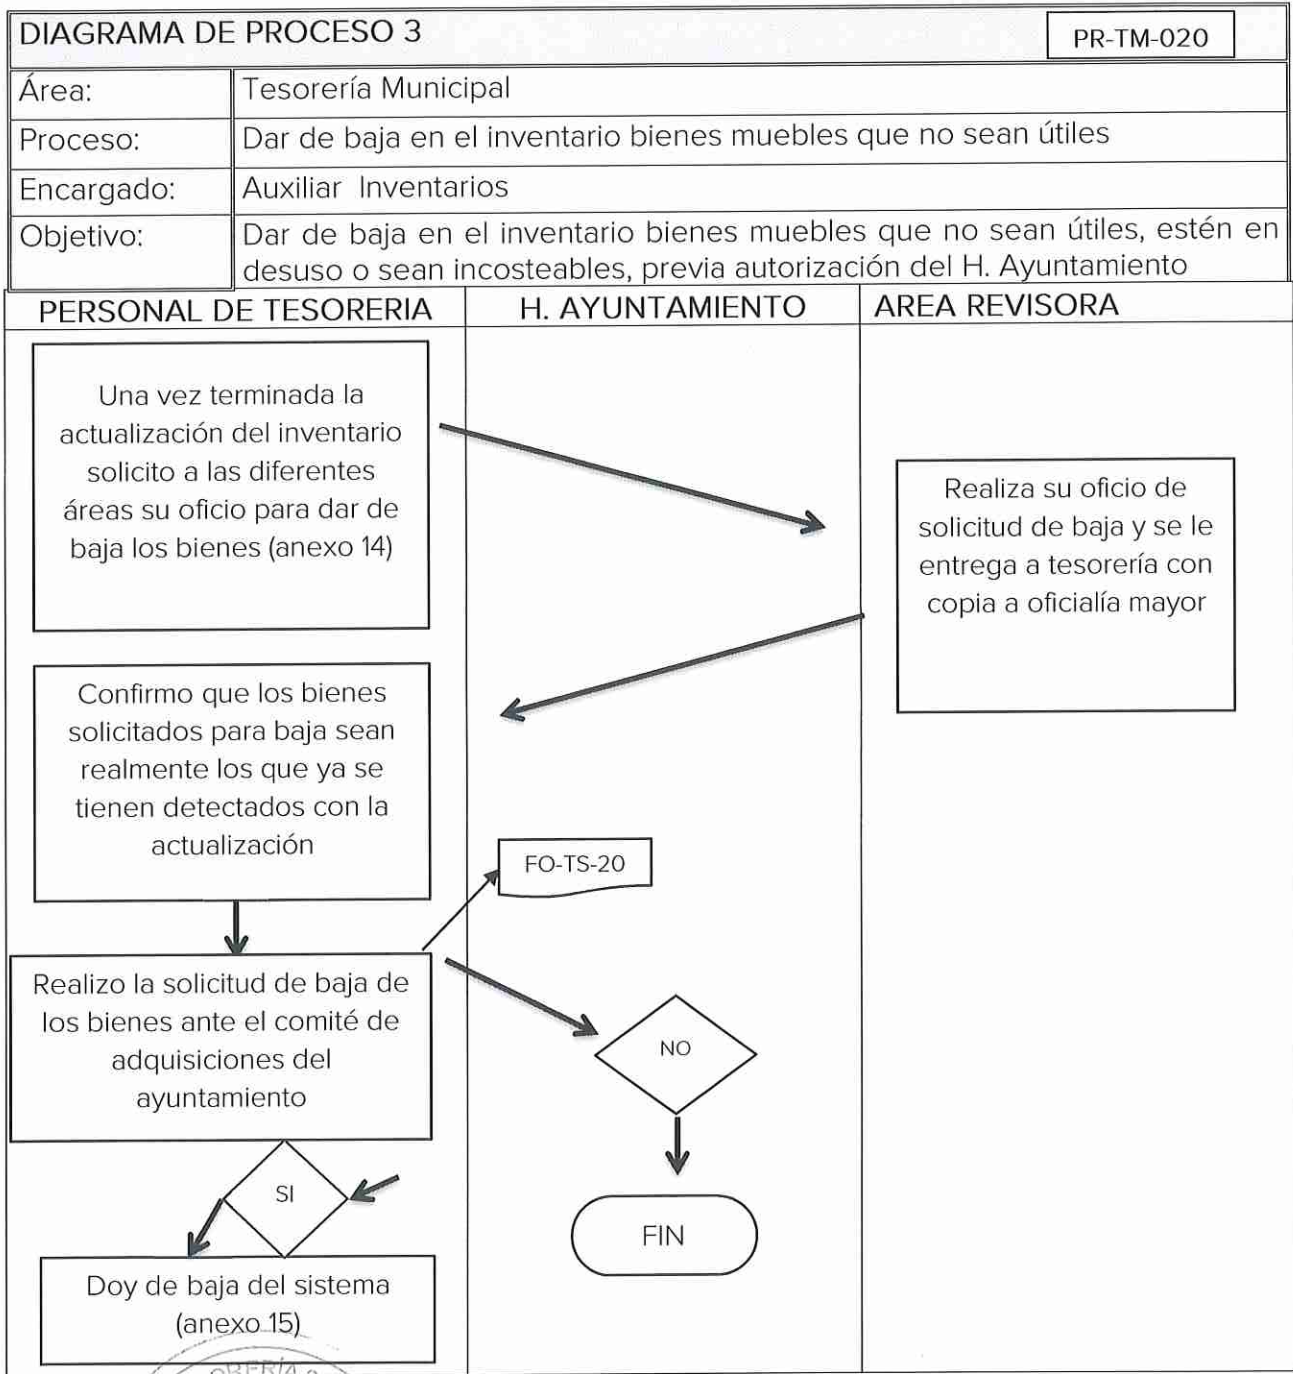 DIAGRAMA DE PROCESO 3
PR-TM-020
Área:
Tesorería Municipal
Proceso:
Dar de baja en el inventario bienes muebles que no sean útiles
Encargado:
Auxiliar Inventarios
Objetivo:
Dar de baja en el inventario bienes muebles que no sean útiles, estén en
desuso o sean incosteables, previa autorización del H. Ayuntamiento
PERSONAL DE TESORERIA
H. AYUNTAMIENTO
AREA REVISORA
Una vez terminada la
actualización del inventario
solicito a las diferentes
áreas su oficio para dar de
baja los bienes (anexo 14)
Realiza su oficio de
solicitud de baja y se le
entrega a tesorería con
copia a oficialía mayor
Confirmo que los bienes
solicitados para baja sean
realmente los que ya se
tienen detectados con la
actualización
FO-TS-20
Realizo la solicitud de baja de
los bienes ante el comité de
adquisiciones del
ayuntamiento
NO
SI
FIN
Doy de baja del sistema
(anexo 15)